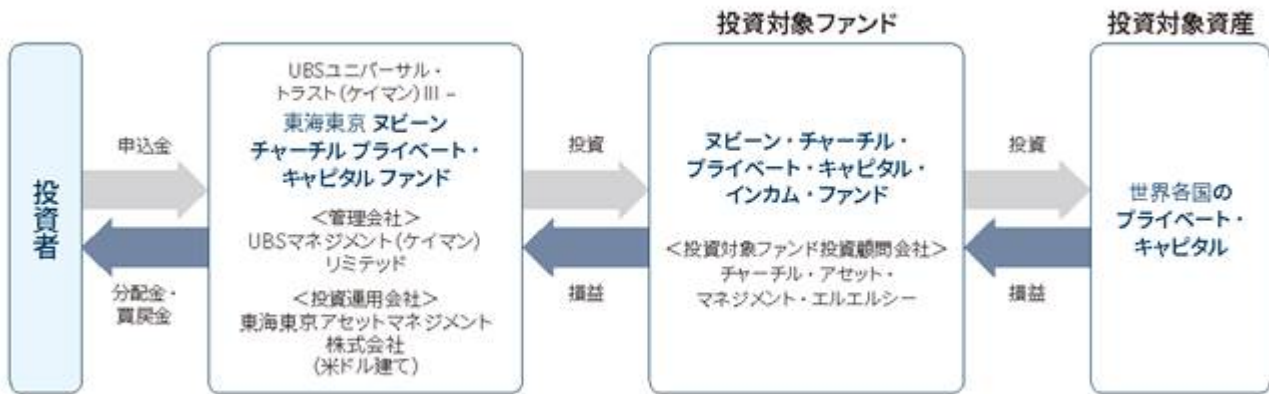 投資対象ファンド
投資対象資産
投資者
申込金
分配金・
買戻金
UBSユニバーサル・
トラスト(ケイマン)III –
東海東京 ヌビーン
チャーチル プライベート・
キャピタル ファンド
<管理会社>
UBSマネジメント(ケイマン)
リミテッド
<投資運用会社>
東海東京アセットマネジメント
株式会社
(米ドル建て)
投資
損益
ヌビーン・チャーチル・
プライベート・キャピタル・
インカム・ファンド
<投資対象ファンド投資顧問会社>
チャーチル・アセット・
マネジメント・エルエルシー
投資
損益
世界各国の
プライベート・
キャピタル